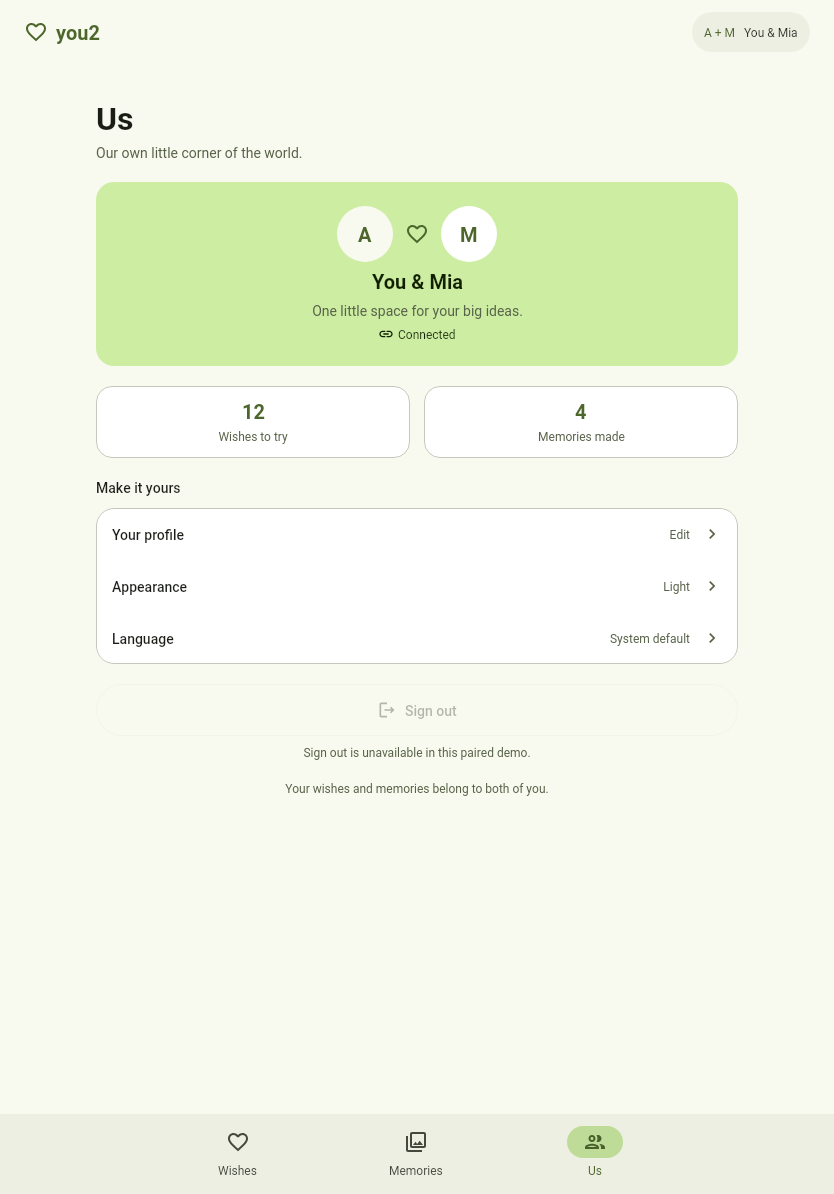 you2
A + M You & Mia
Us
Our own little corner of the world.
A M
You & Mia
One little space for your big ideas.
Connected
12
Wishes to try
4
Memories made
Make it yours
Your profile Edit
Appearance Light
Language System default
Sign out
Sign out is unavailable in this paired demo.
Your wishes and memories belong to both of you.
Wishes Memories Us